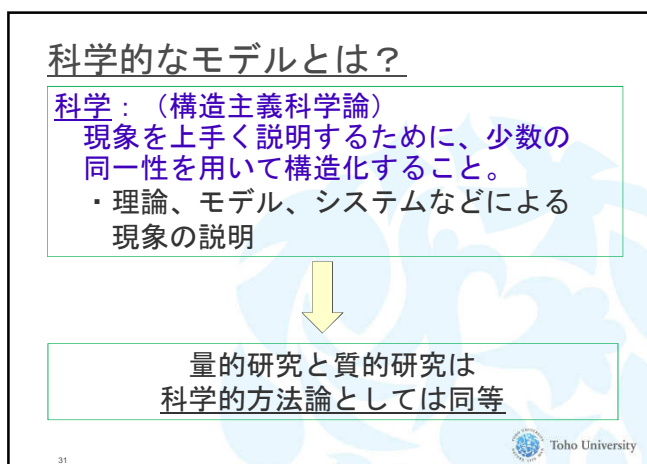 科学的なモデルとは？
科学：（構造主義科学論）
現象を上手く説明するために、少数の
同一性を用いて構造化すること。
・理論、モデル、システムなどによる
現象の説明
量的研究と質的研究は
科学的方法論としては同等
Toho University
31